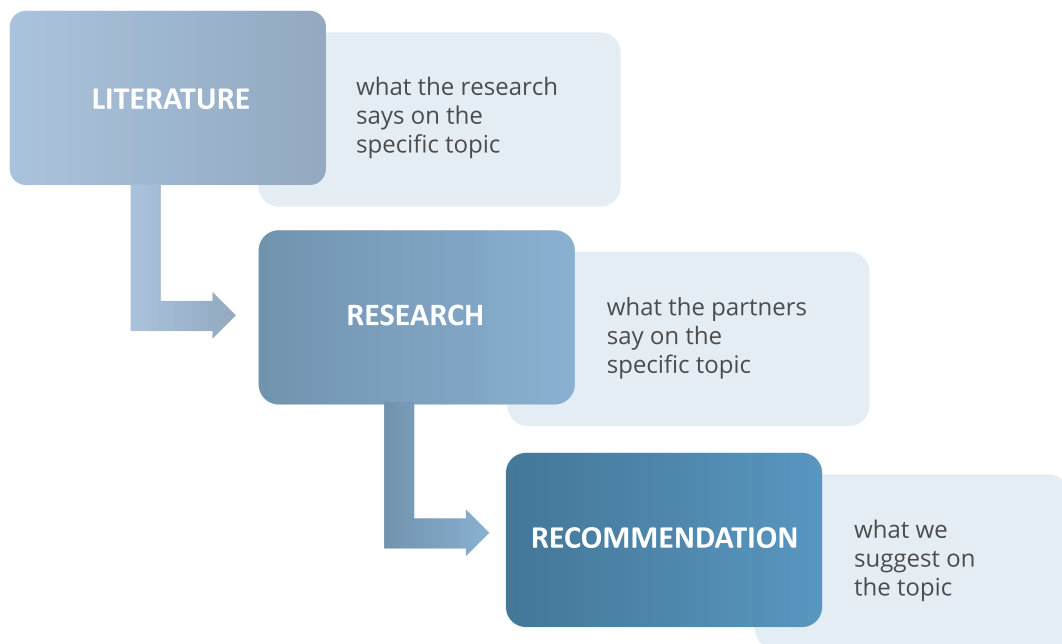 LITERATURE
what the research
says on the
specific topic
RESEARCH
what the partners
say on the
specific topic
RECOMMENDATION
what we
suggest on
the topic